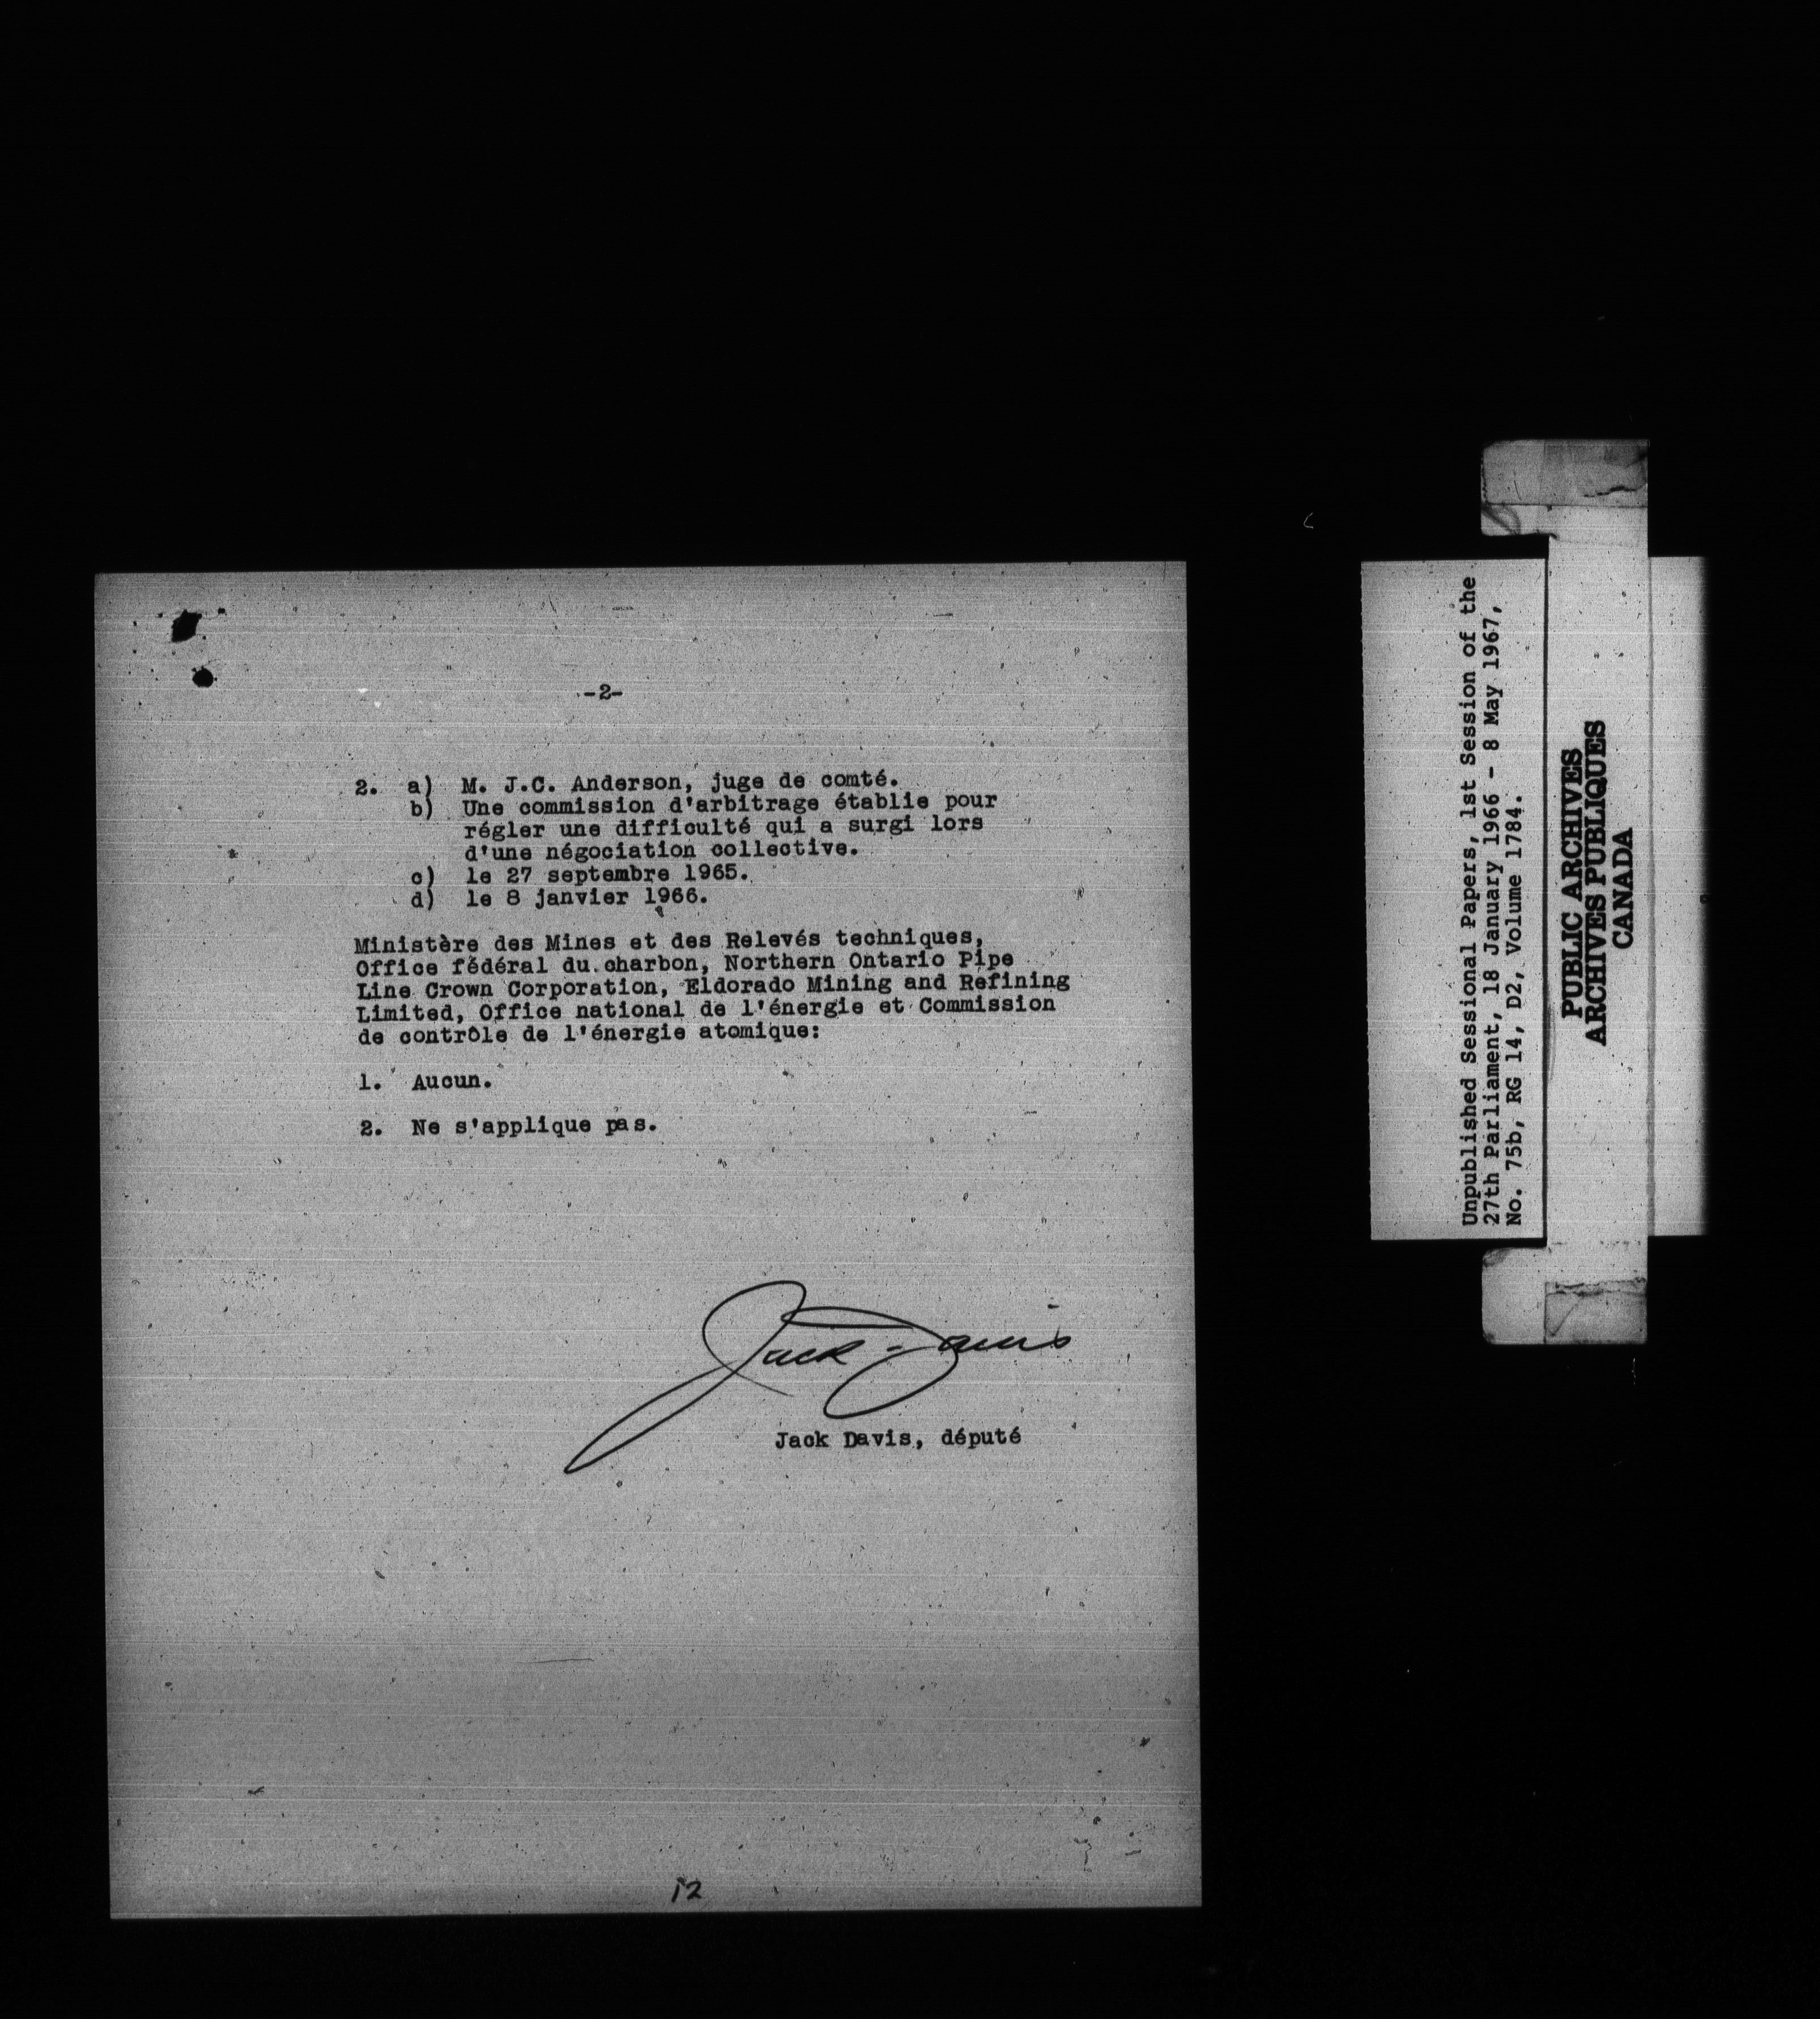 -2-
2. a) M. J.C. Anderson, juge de comté.
b) Une commission d'arbitrage établie pour
régler une difficulté qui a surgi lors
d'une négociation collective.
c) le 27 septembre 1965.
d) le 8 janvier 1966.
Ministère des Mines et des Relevés techniques,
Office fédéral du charbon, Northern Ontario Pipe
Line Crown Corporation, Eldorado Mining and Refining
Limited, Office national de l'énergie et Commission
de contrôle de l'énergie atomique:
1. Aucun.
2. Ne s'applique pas.
Jack Davis
Jack Davis, député
12
Unpublished Sessional Papers, 1st Session of the
27th Parliament, 18 January 1966 - 8 May 1967,
No. 75b, RG 14, D2, Volume 1784.
PUBLIC ARCHIVES
ARCHIVES PUBLIQUES
CANADA